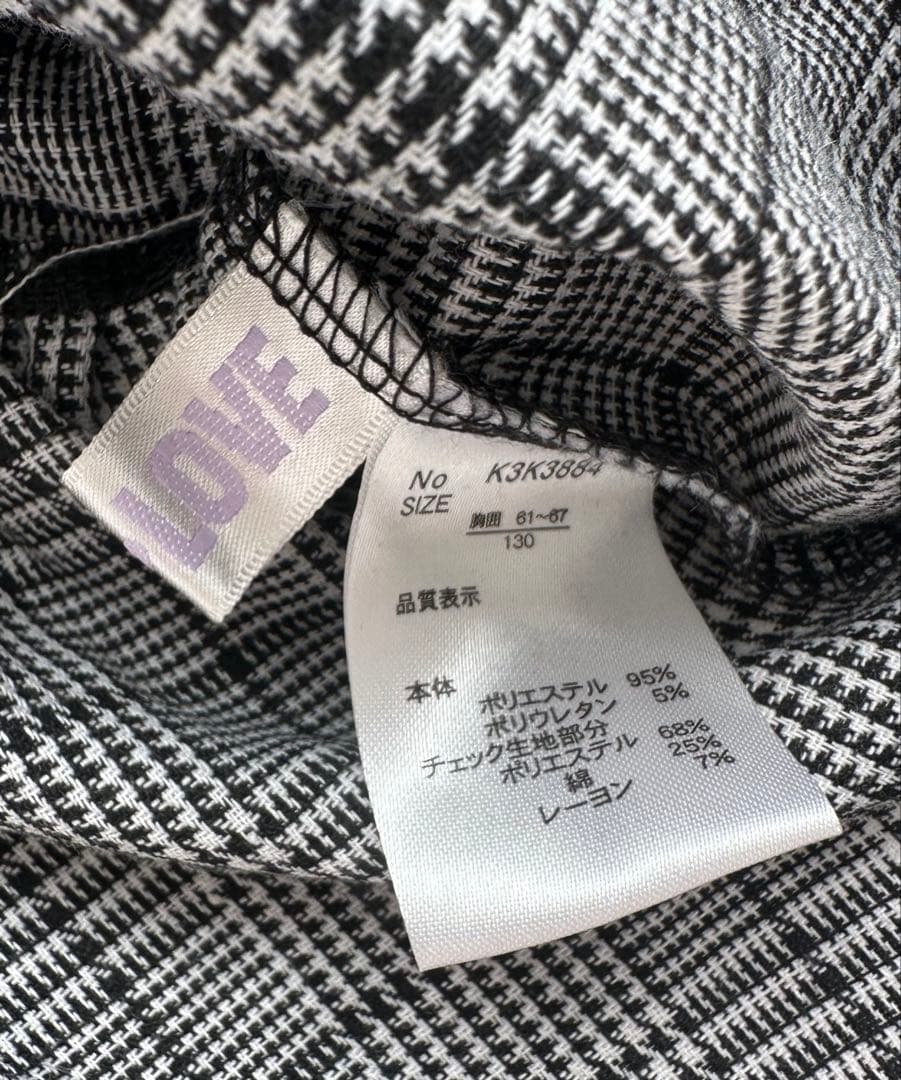 LOVE
No K3K3884
SIZE
胸囲 61~67
130
品質表示
本体
ポリエステル 95%
ポリウレタン 5%
チェック生地部分
ポリエステル 68%
綿 25%
レーヨン 7%